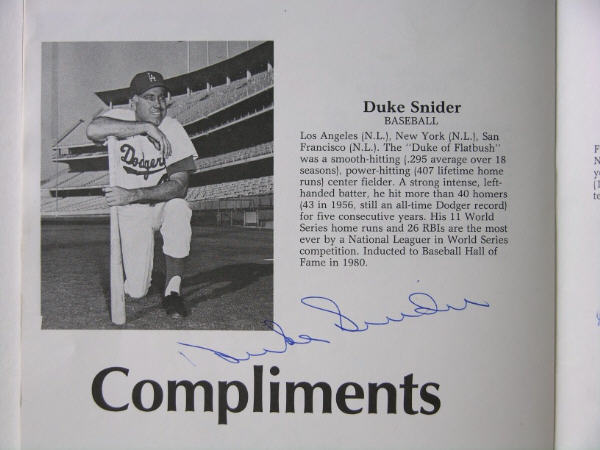 Duke Snider
BASEBALL
Los Angeles (N.L.), New York (N.L.), San
Francisco (N.L.). The "Duke of Flatbush"
was a smooth-hitting (.295 average over 18
seasons), power-hitting (407 lifetime home
runs) center fielder. A strong intense, left-
handed batter, he hit more than 40 homers
(43 in 1956, still an all-time Dodger record)
for five consecutive years. His 11 World
Series home runs and 26 RBIs are the most
ever by a National Leaguer in World Series
competition. Inducted to Baseball Hall of
Fame in 1980.
LA
Dodgers
Duke Snider
Compliments